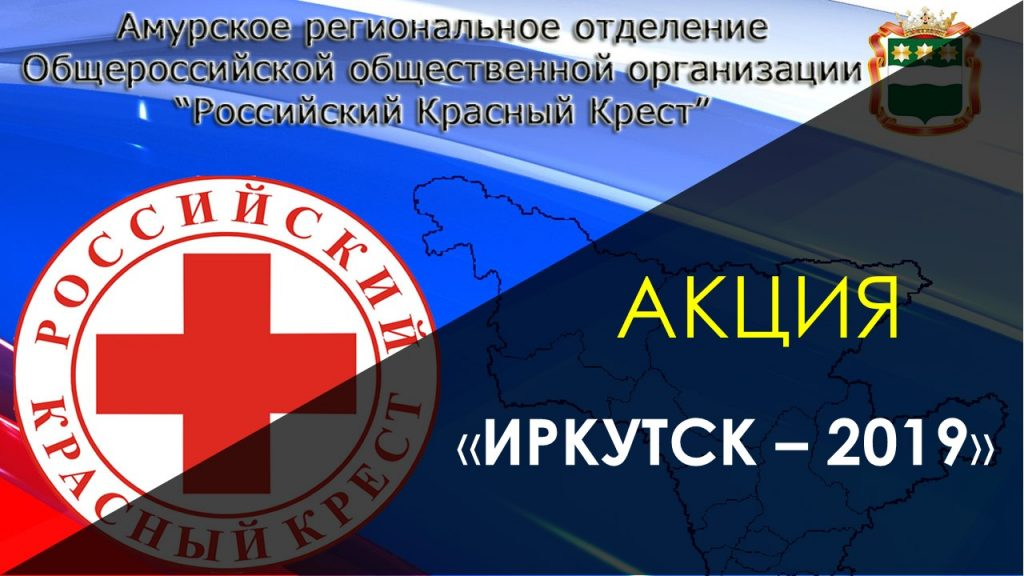 Амурское региональное отделение
Общероссийской общественной организации
“Российский Красный Крест”
РОССИЙСКИЙ
КРАСНЫЙ КРЕСТ
АКЦИЯ
«ИРКУТСК – 2019»